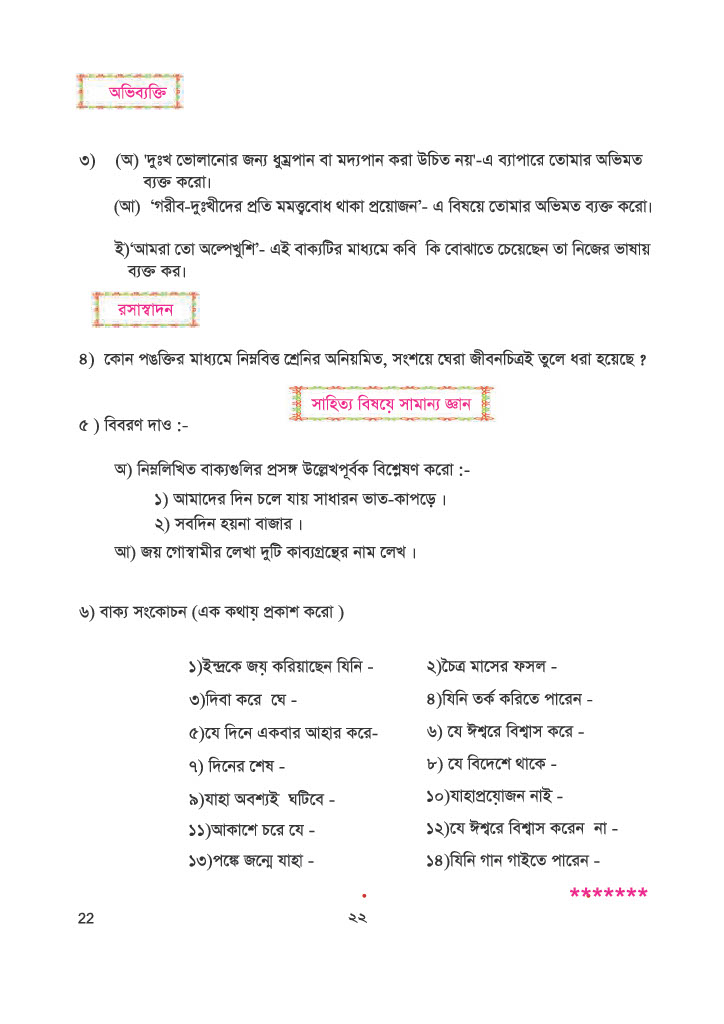 অভিব্যক্তি
৩) (অ) 'দুঃখ ভোলানোর জন্য ধুম্রপান বা মদ্যপান করা উচিত নয়'-এ ব্যাপারে তোমার অভিমত
ব্যক্ত করো।
(আ) ‘গরীব-দুঃখীদের প্রতি মমত্ত্ববোধ থাকা প্রয়োজন’- এ বিষয়ে তোমার অভিমত ব্যক্ত করো।
ই)‘আমরা তো অল্পেখুশি’- এই বাক্যটির মাধ্যমে কবি কি বোঝাতে চেয়েছেন তা নিজের ভাষায়
ব্যক্ত কর।
রসাস্বাদন
৪) কোন পঙক্তির মাধ্যমে নিম্নবিত্ত শ্রেনির অনিয়মিত, সংশয়ে ঘেরা জীবনচিত্রই তুলে ধরা হয়েছে ?
সাহিত্য বিষয়ে সামান্য জ্ঞান
৫ ) বিবরণ দাও :-
অ) নিম্নলিখিত বাক্যগুলির প্রসঙ্গ উল্লেখপূর্বক বিশ্লেষণ করো :-
১) আমাদের দিন চলে যায় সাধারন ভাত-কাপড়ে ।
২) সবদিন হয়না বাজার ।
আ) জয় গোস্বামীর লেখা দুটি কাব্যগ্রন্থের নাম লেখ ।
৬) বাক্য সংকোচন (এক কথায় প্রকাশ করো )
১)ইন্দ্রকে জয় করিয়াছেন যিনি - ২)চৈত্র মাসের ফসল -
৩)দিবা করে ঘে - ৪)যিনি তর্ক করিতে পারেন -
৫)যে দিনে একবার আহার করে- ৬) যে ঈশ্বরে বিশ্বাস করে -
৭) দিনের শেষ - ৮) যে বিদেশে থাকে -
৯)যাহা অবশ্যই ঘটিবে - ১০)যাহাপ্রয়োজন নাই -
১১)আকাশে চরে যে - ১২)যে ঈশ্বরে বিশ্বাস করেন না -
১৩)পঙ্কে জন্মে যাহা - ১৪)যিনি গান গাইতে পারেন -
*******
22 ২২